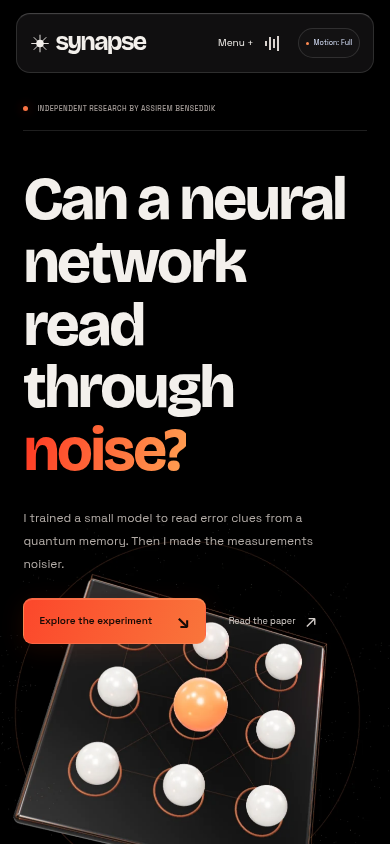 synapse
Menu +
Motion: Full
INDEPENDENT RESEARCH BY ASSIREM BENSEDDIK
Can a neural
network
read
through
noise?
I trained a small model to read error clues from a
quantum memory. Then I made the measurements
noisier.
Explore the experiment
Read the paper